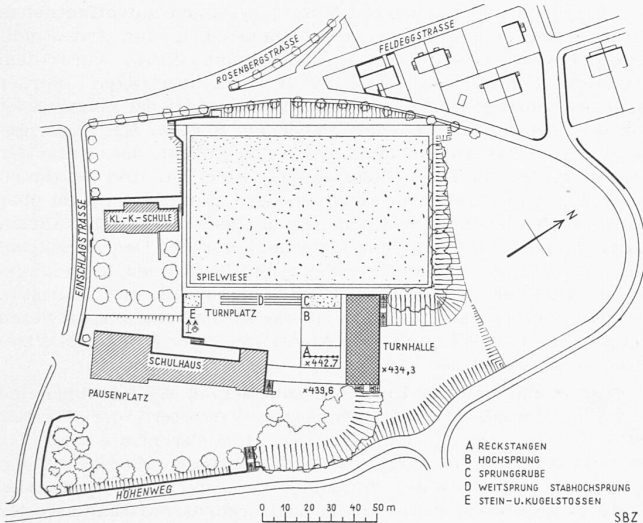 ROSENBERGSTRASSE
FELDEGGSTRASSE
EINSCHLAGSTRASSE
KL.-K.-SCHULE
N
SPIELWIESE
E
TURNPLATZ
D
C
B
A
×442.7
TURNHALLE
SCHULHAUS
×434,3
×439,6
PAUSENPLATZ
HÖHENWEG
A RECKSTANGEN
B HOCHSPRUNG
C SPRUNGGRUBE
D WEITSPRUNG STABHOCHSPRUNG
E STEIN-U.KUGELSTOSSEN
0 10 20 30 40 50 m
SBZ